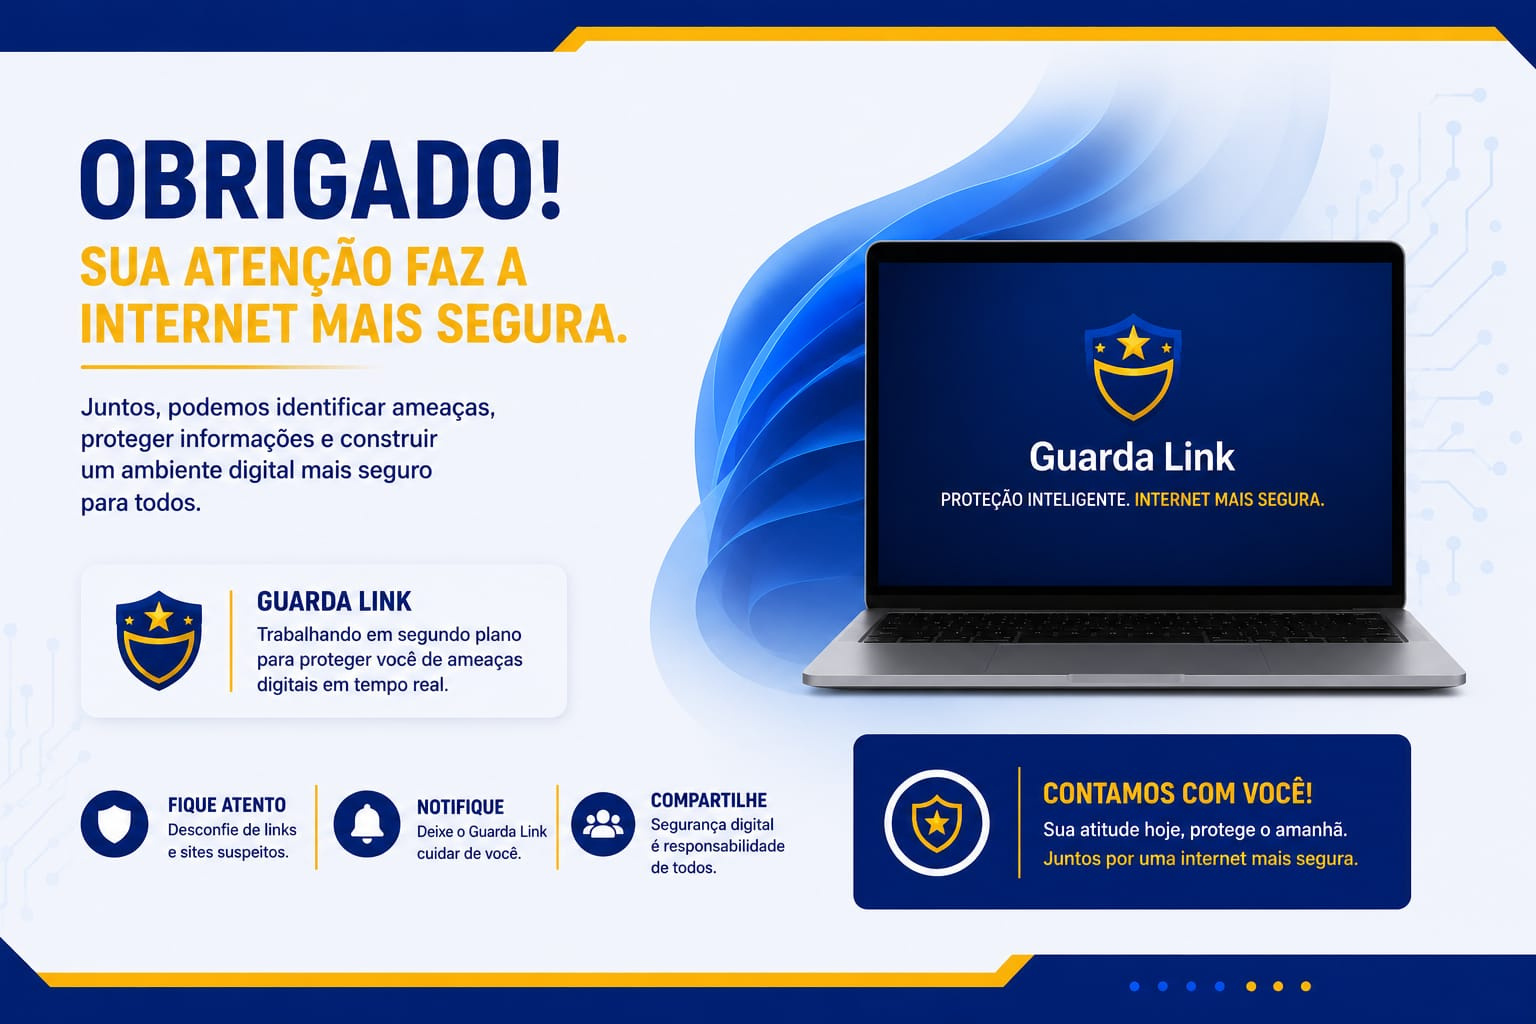 OBRIGADO!
SUA ATENÇÃO FAZ A
INTERNET MAIS SEGURA.
Juntos, podemos identificar ameaças,
proteger informações e construir
um ambiente digital mais seguro
para todos.
GUARDA LINK
Trabalhando em segundo plano
para proteger você de ameaças
digitais em tempo real.
FIQUE ATENTO
Desconfie de links
e sites suspeitos.
NOTIFIQUE
Deixe o Guarda Link
cuidar de você.
COMPARTILHE
Segurança digital
é responsabilidade
de todos.
Guarda Link
PROTEÇÃO INTELIGENTE. INTERNET MAIS SEGURA.
CONTAMOS COM VOCÊ!
Sua atitude hoje, protege o amanhã.
Juntos por uma internet mais segura.